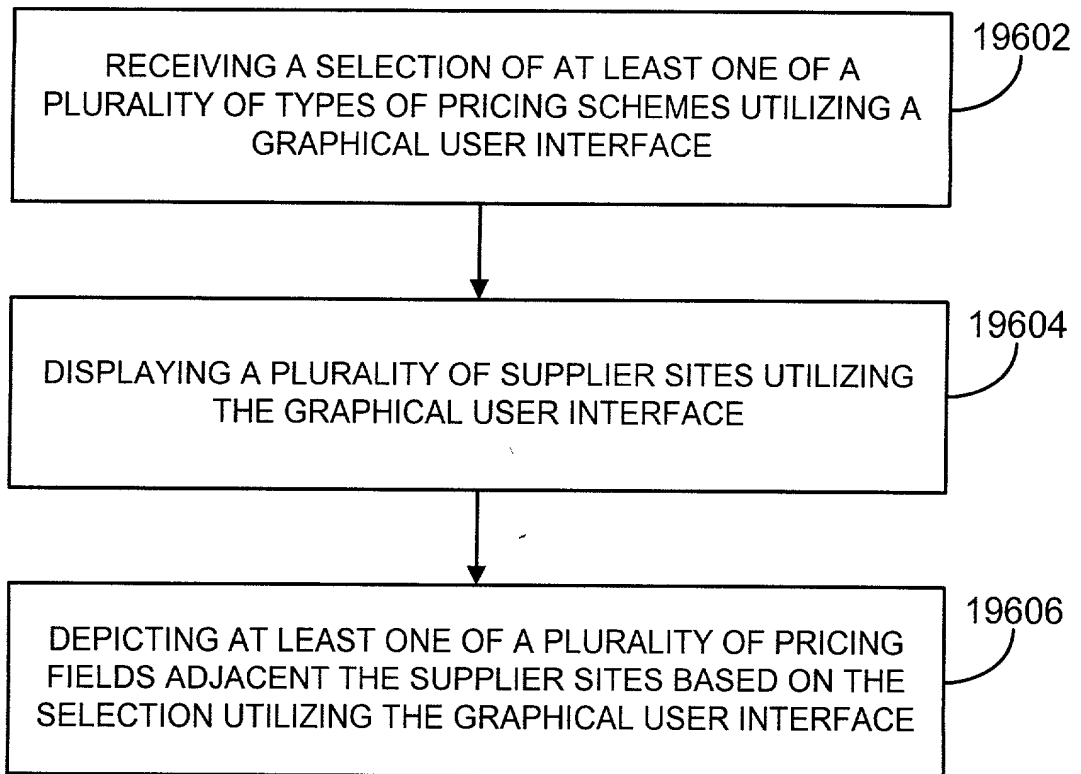 19602
RECEIVING A SELECTION OF AT LEAST ONE OF A
PLURALITY OF TYPES OF PRICING SCHEMES UTILIZING A
GRAPHICAL USER INTERFACE
19604
DISPLAYING A PLURALITY OF SUPPLIER SITES UTILIZING
THE GRAPHICAL USER INTERFACE
19606
DEPICTING AT LEAST ONE OF A PLURALITY OF PRICING
FIELDS ADJACENT THE SUPPLIER SITES BASED ON THE
SELECTION UTILIZING THE GRAPHICAL USER INTERFACE